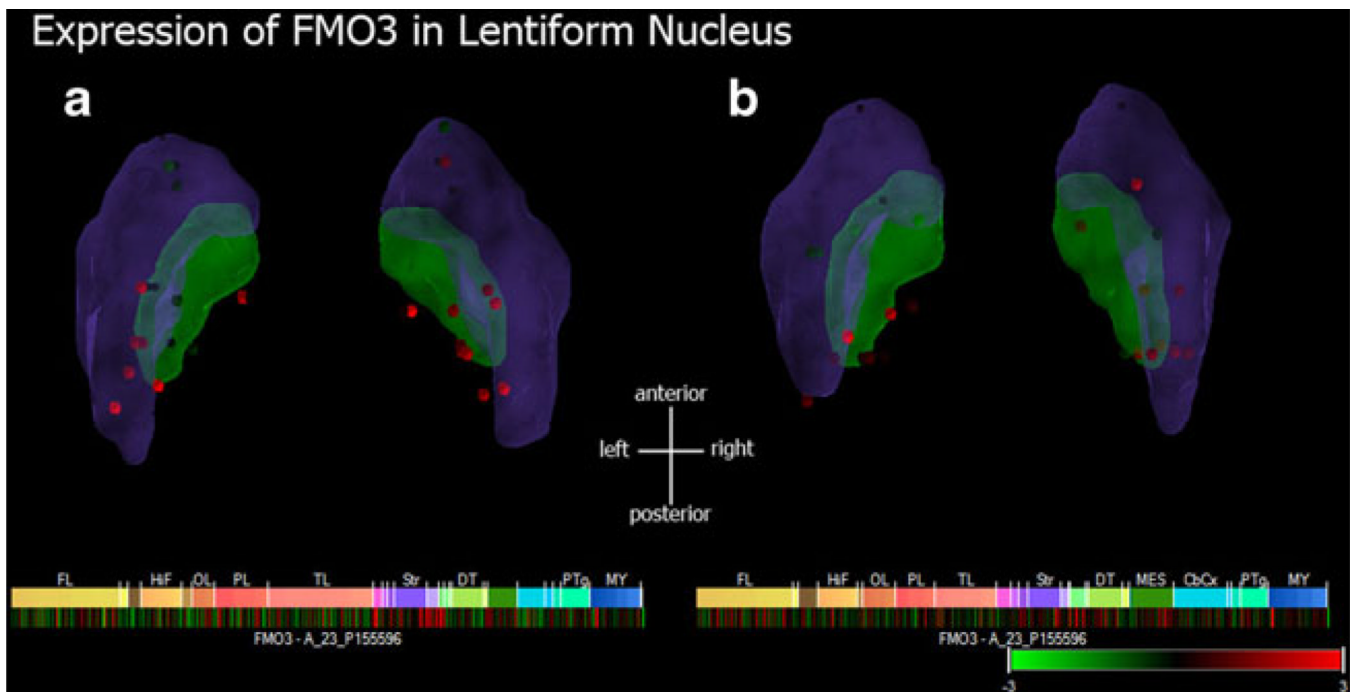 Expression of FMO3 in Lentiform Nucleus
a
b
anterior
left right
posterior
FL HiF OL PL TL Str DT PTg MY
FMO3 - A_23_P155596
FL HiF OL PL TL Str DT MES CbCx PTg MY
FMO3 - A_23_P155596
-3 3